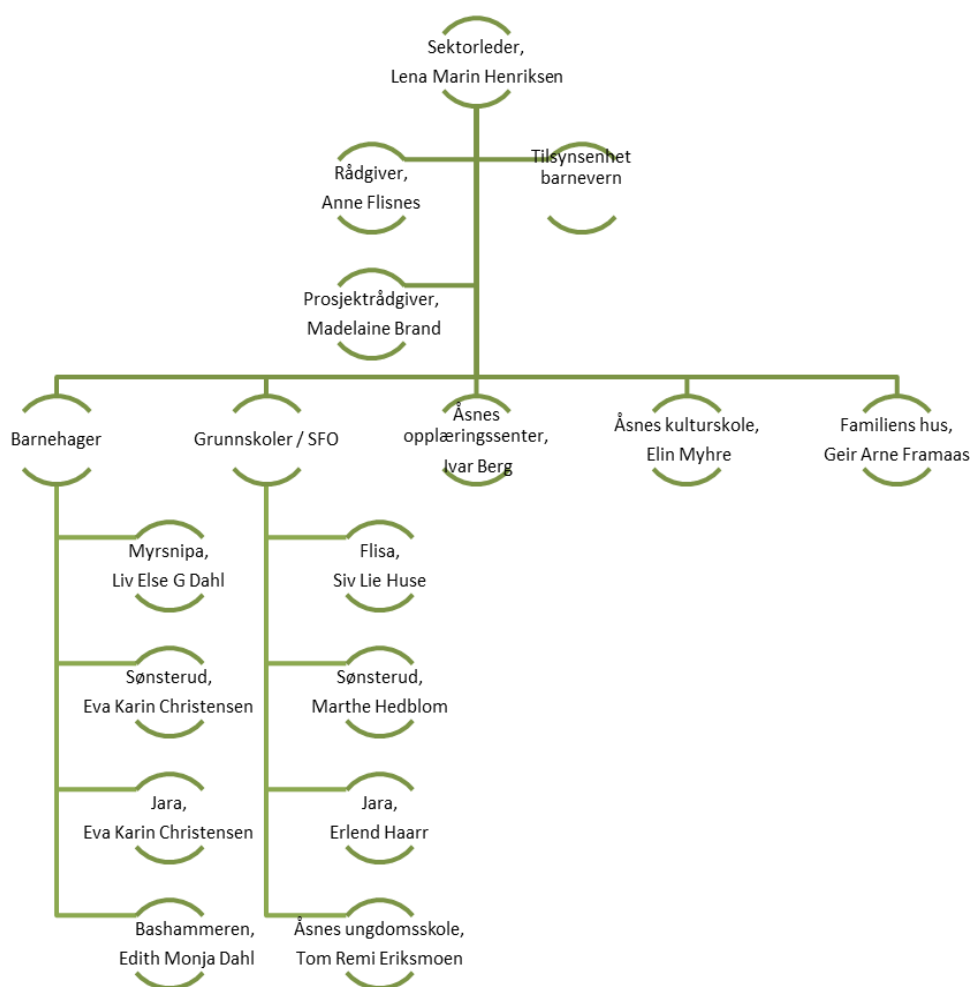 Sektorleder,
Lena Marin Henriksen
Rådgiver,
Anne Flisnes
Tilsynsenhet
barnevern
Prosjektrådgiver,
Madelaine Brand
Barnehager
Grunnskoler / SFO
Åsnes
opplæringssenter,
Ivar Berg
Åsnes kulturskole,
Elin Myhre
Familiens hus,
Geir Arne Framaas
Myrsnipa,
Liv Else G Dahl
Flisa,
Siv Lie Huse
Sønsterud,
Eva Karin Christensen
Sønsterud,
Marthe Hedblom
Jara,
Eva Karin Christensen
Jara,
Erlend Haarr
Bashammeren,
Edith Monja Dahl
Åsnes ungdomsskole,
Tom Remi Eriksmoen